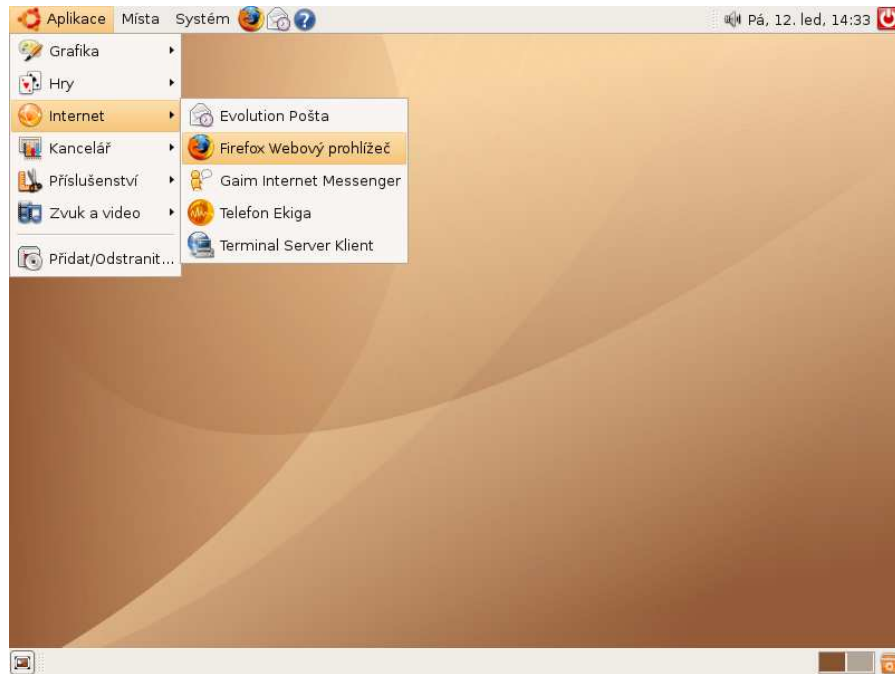 Aplikace Místa Systém Pá, 12. led, 14:33
Grafika
Hry
Internet
Kancelář
Příslušenství
Zvuk a video
Přidat/Odstranit...
Evolution Pošta
Firefox Webový prohlížeč
Gaim Internet Messenger
Telefon Ekiga
Terminal Server Klient